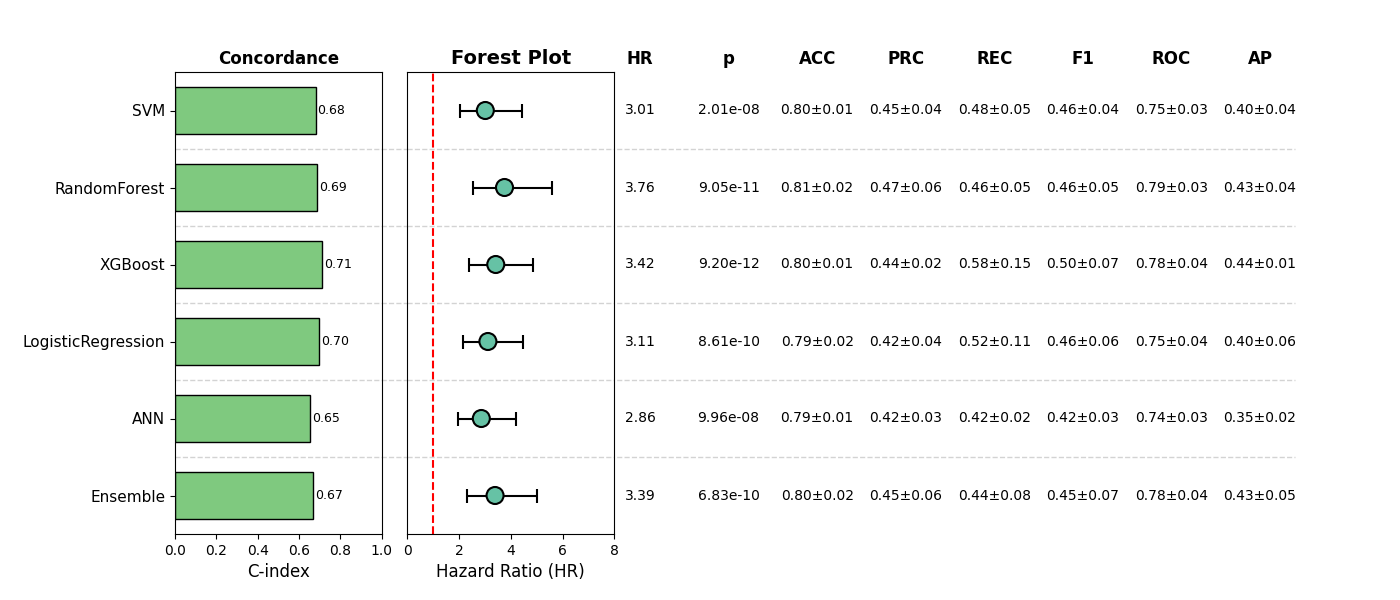 Concordance Forest Plot HR p ACC PRC REC F1 ROC AP
SVM 0.68 3.01 2.01e-08 0.80±0.01 0.45±0.04 0.48±0.05 0.46±0.04 0.75±0.03 0.40±0.04
RandomForest 0.69 3.76 9.05e-11 0.81±0.02 0.47±0.06 0.46±0.05 0.46±0.05 0.79±0.03 0.43±0.04
XGBoost 0.71 3.42 9.20e-12 0.80±0.01 0.44±0.02 0.58±0.15 0.50±0.07 0.78±0.04 0.44±0.01
LogisticRegression 0.70 3.11 8.61e-10 0.79±0.02 0.42±0.04 0.52±0.11 0.46±0.06 0.75±0.04 0.40±0.06
ANN 0.65 2.86 9.96e-08 0.79±0.01 0.42±0.03 0.42±0.02 0.42±0.03 0.74±0.03 0.35±0.02
Ensemble 0.67 3.39 6.83e-10 0.80±0.02 0.45±0.06 0.44±0.08 0.45±0.07 0.78±0.04 0.43±0.05
0.0 0.2 0.4 0.6 0.8 1.0 0 2 4 6 8
C-index Hazard Ratio (HR)